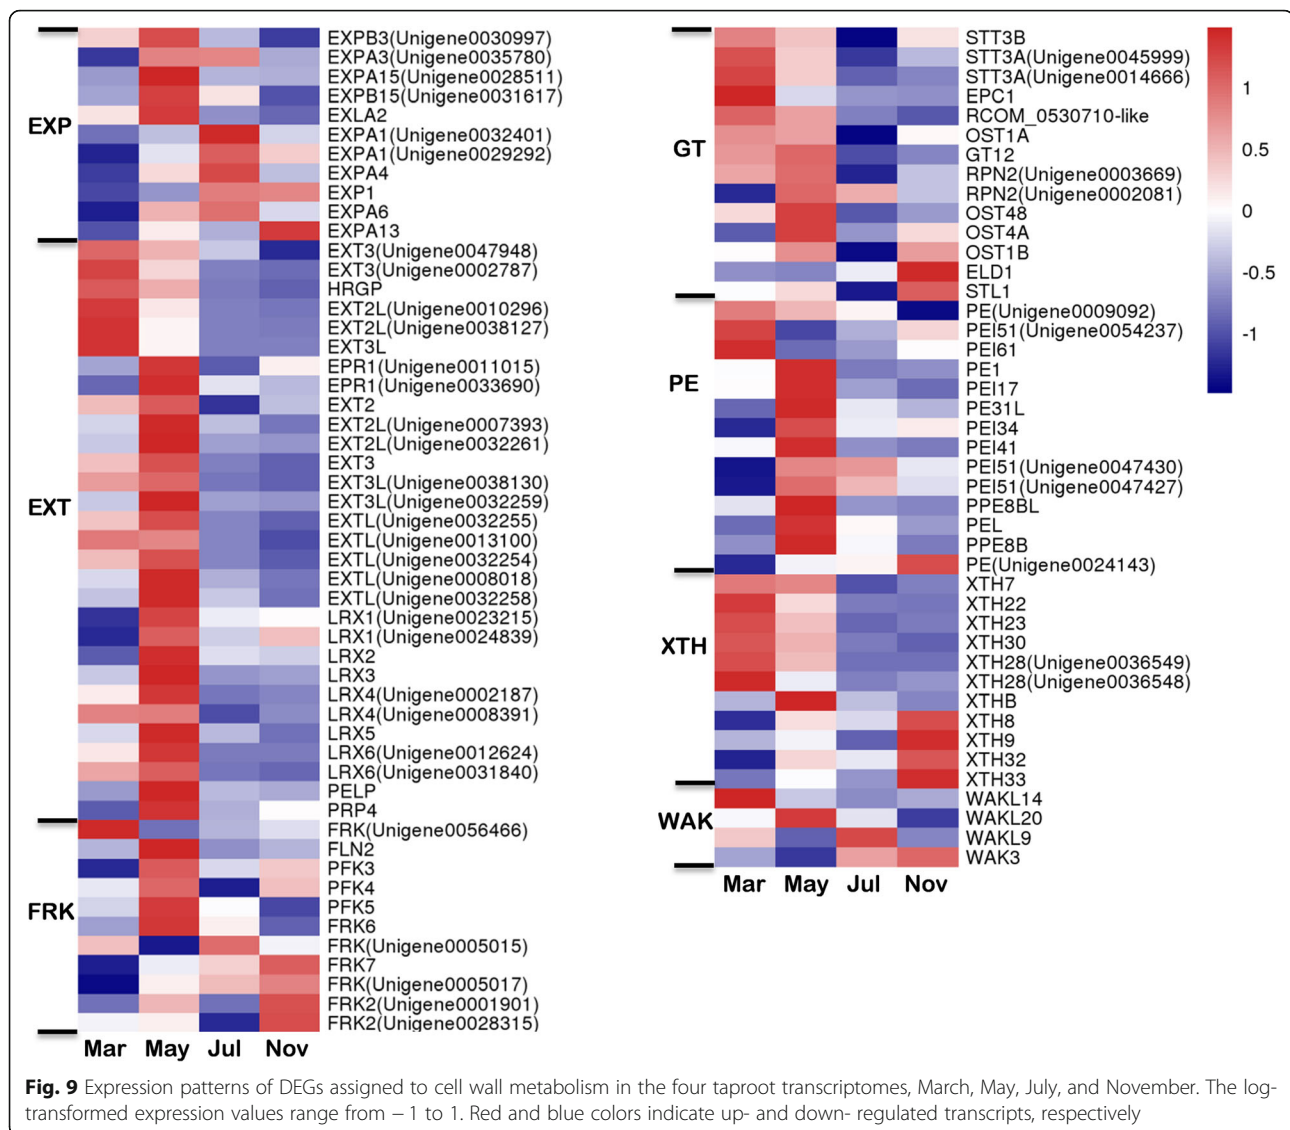 EXP
EXPB3(Unigene0030997)
EXPA3(Unigene0035780)
EXPA15(Unigene0028511)
EXPB15(Unigene0031617)
EXLA2
EXPA1(Unigene0032401)
EXPA1(Unigene0029292)
EXPA4
EXP1
EXPA6
EXPA13
EXT
EXT3(Unigene0047948)
EXT3(Unigene0002787)
HRGP
EXT2L(Unigene0010296)
EXT2L(Unigene0038127)
EXT3L
EPR1(Unigene0011015)
EPR1(Unigene0033690)
EXT2
EXT2L(Unigene0007393)
EXT2L(Unigene0032261)
EXT3
EXT3L(Unigene0038130)
EXT3L(Unigene0032259)
EXTL(Unigene0032255)
EXTL(Unigene0013100)
EXTL(Unigene0032254)
EXTL(Unigene0008018)
EXTL(Unigene0032258)
LRX1(Unigene0023215)
LRX1(Unigene0024839)
LRX2
LRX3
LRX4(Unigene0002187)
LRX4(Unigene0008391)
LRX5
LRX6(Unigene0012624)
LRX6(Unigene0031840)
PELP
PRP4
FRK
FRK(Unigene0056466)
FLN2
PFK3
PFK4
PFK5
FRK6
FRK(Unigene0005015)
FRK7
FRK(Unigene0005017)
FRK2(Unigene0001901)
FRK2(Unigene0028315)
Mar May Jul Nov
GT
STT3B
STT3A(Unigene0045999)
STT3A(Unigene0014666)
EPC1
RCOM_0530710-like
OST1A
GT12
RPN2(Unigene0003669)
RPN2(Unigene0002081)
OST48
OST4A
OST1B
ELD1
STL1
PE
PE(Unigene0009092)
PEI51(Unigene0054237)
PEI61
PE1
PEI17
PE31L
PEI34
PEI41
PEI51(Unigene0047430)
PEI51(Unigene0047427)
PPE8BL
PEL
PPE8B
PE(Unigene0024143)
XTH
XTH7
XTH22
XTH23
XTH30
XTH28(Unigene0036549)
XTH28(Unigene0036548)
XTHB
XTH8
XTH9
XTH32
XTH33
WAK
WAKL14
WAKL20
WAKL9
WAK3
Mar May Jul Nov
1
0.5
0
-0.5
-1
Fig. 9 Expression patterns of DEGs assigned to cell wall metabolism in the four taproot transcriptomes, March, May, July, and November. The log-
transformed expression values range from − 1 to 1. Red and blue colors indicate up- and down- regulated transcripts, respectively